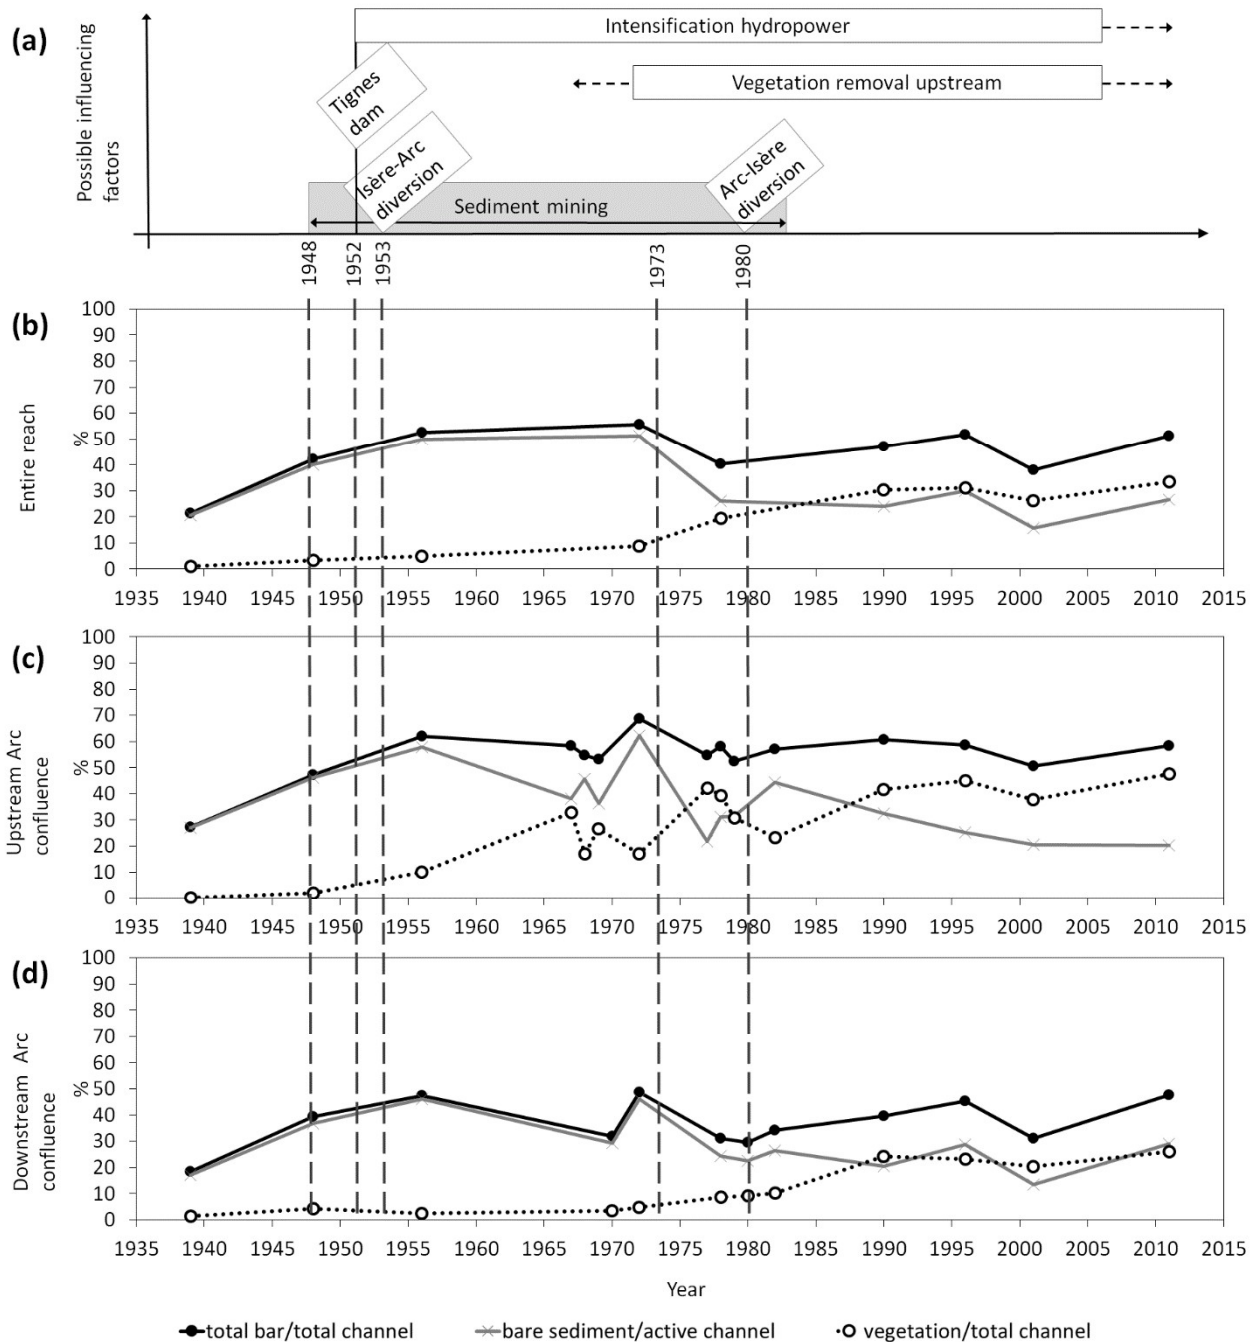 (a)
Possible influencing
factors
Intensification hydropower
Vegetation removal upstream
Tignes
dam
Isère-Arc
diversion
Arc-Isère
diversion
Sediment mining
1948
1952
1953
1973
1980
(b)
Entire reach
%
100
90
80
70
60
50
40
30
20
10
0
1935 1940 1945 1950 1955 1960 1965 1970 1975 1980 1985 1990 1995 2000 2005 2010 2015
(c)
Upstream Arc
confluence
%
100
90
80
70
60
50
40
30
20
10
0
1935 1940 1945 1950 1955 1960 1965 1970 1975 1980 1985 1990 1995 2000 2005 2010 2015
(d)
Downstream Arc
confluence
%
100
90
80
70
60
50
40
30
20
10
0
1935 1940 1945 1950 1955 1960 1965 1970 1975 1980 1985 1990 1995 2000 2005 2010 2015
Year
total bar/total channel
bare sediment/active channel
vegetation/total channel